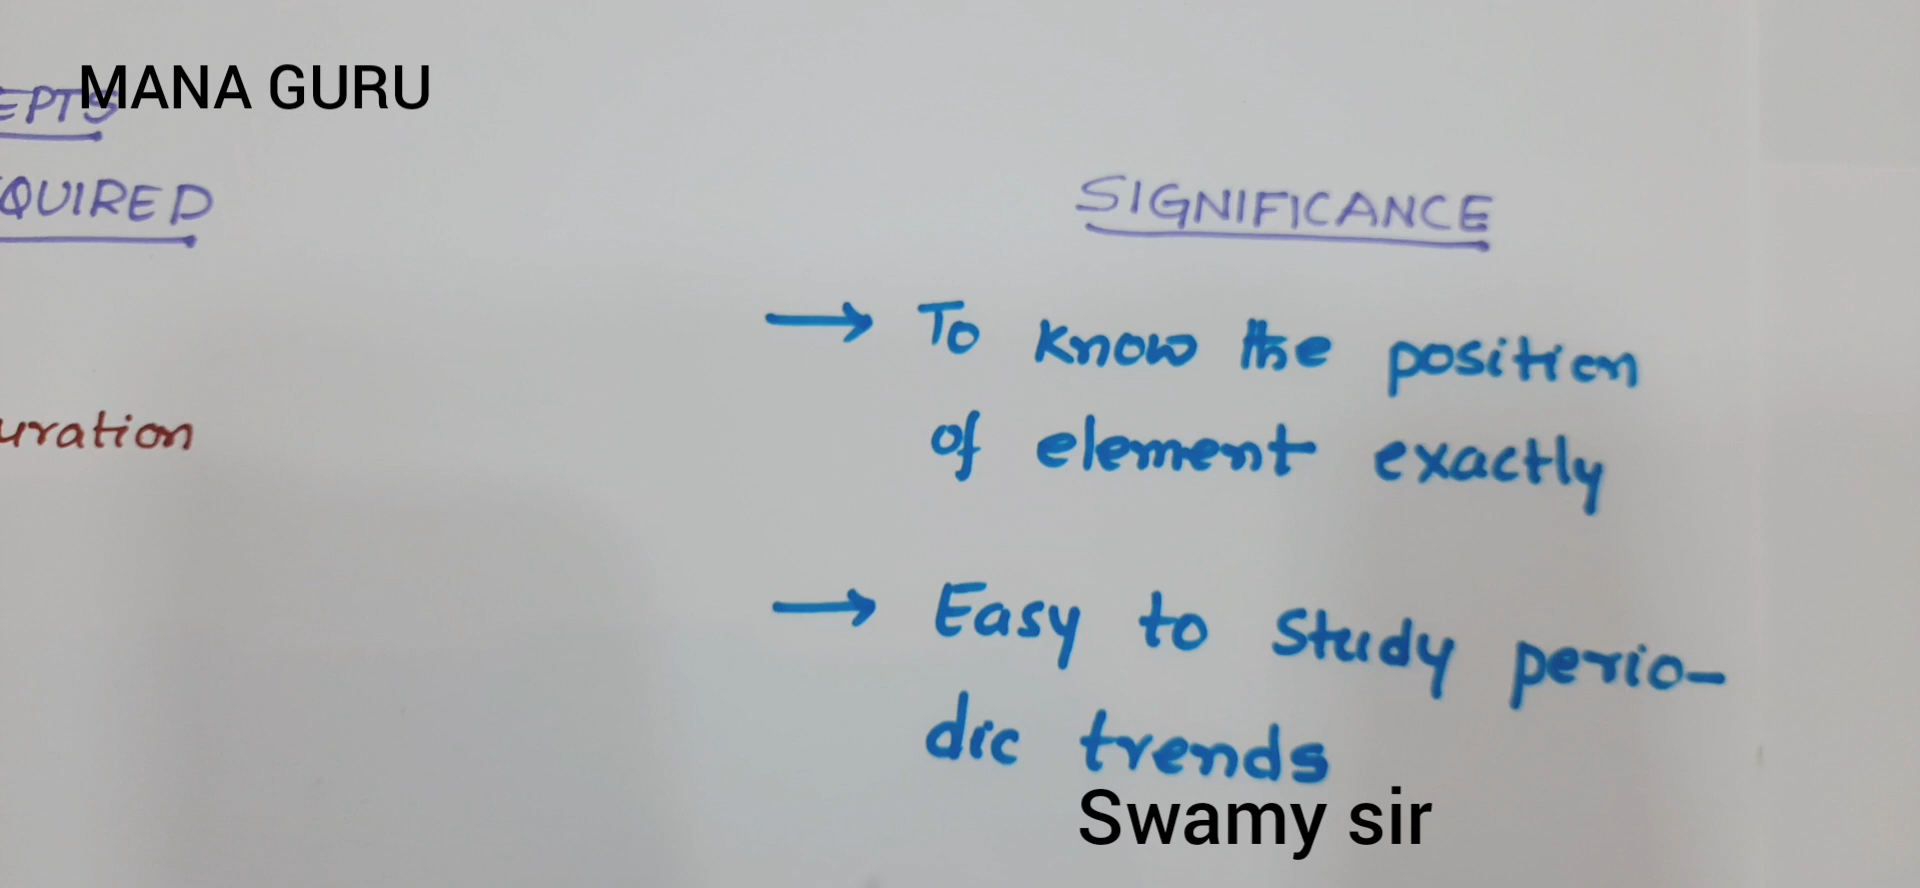 MANA GURU
EPTS
QUIRED
uration
SIGNIFICANCE
→ To know the position
of element exactly
→ Easy to study perio-
dic trends
Swamy sir